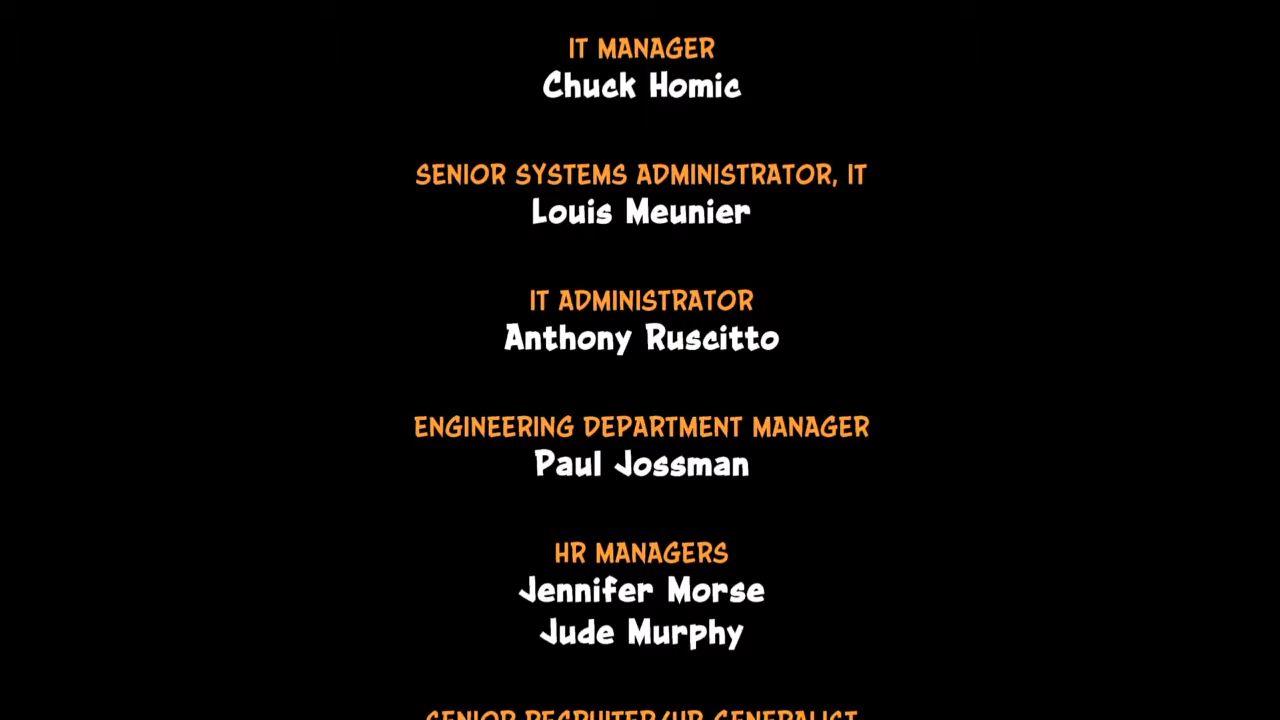 IT MANAGER
Chuck Homic
SENIOR SYSTEMS ADMINISTRATOR, IT
Louis Meunier
IT ADMINISTRATOR
Anthony Ruscitto
ENGINEERING DEPARTMENT MANAGER
Paul Jossman
HR MANAGERS
Jennifer Morse
Jude Murphy
SENIOR RECRUITER/HR GENERALIST